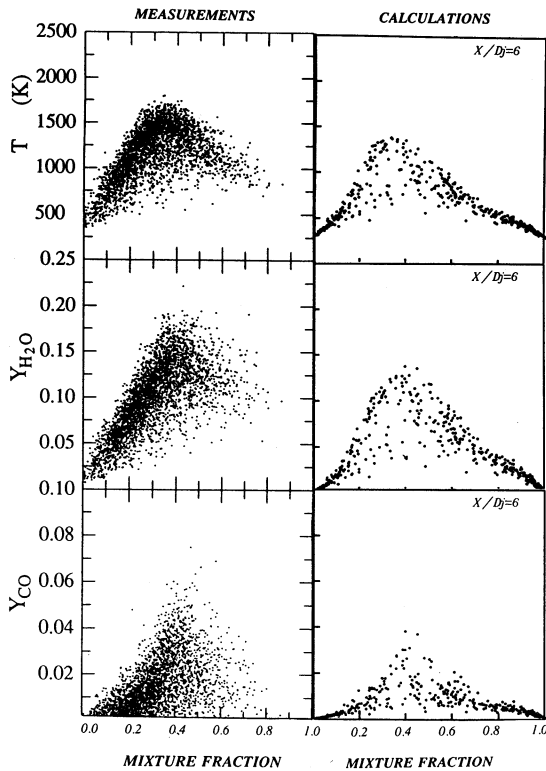 MEASUREMENTS CALCULATIONS
2500
2000
1500
1000
500
T (K)
X/Dj=6
0.25
0.20
0.15
0.10
0.05
0.10
YH2O
X/Dj=6
0.08
0.06
0.04
0.02
YCO
X/Dj=6
0.0 0.2 0.4 0.6 0.8 1.0 0.2 0.4 0.6 0.8 1.0
MIXTURE FRACTION MIXTURE FRACTION